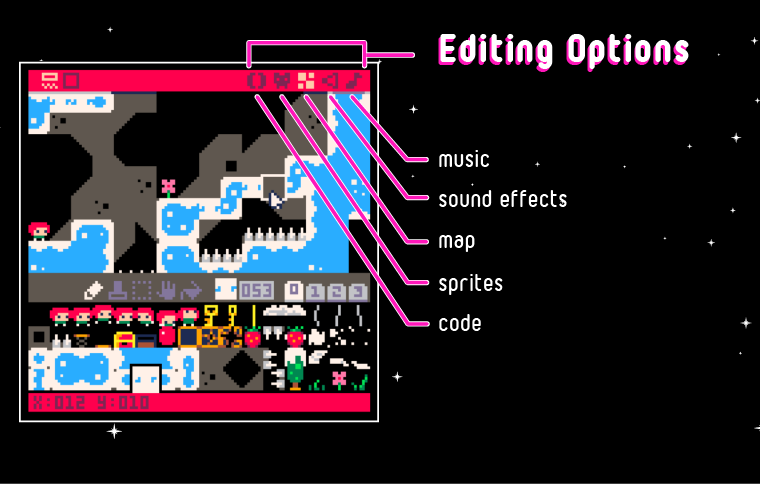 Editing Options
music
sound effects
map
sprites
code
053 0 1 2 3
X:012 Y:010